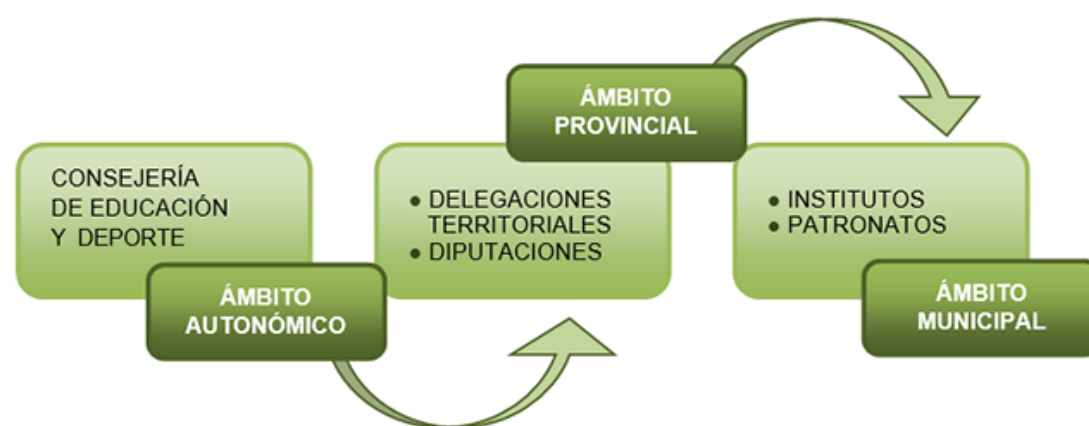 CONSEJERÍA
DE EDUCACIÓN
Y DEPORTE
ÁMBITO
AUTONÓMICO
ÁMBITO
PROVINCIAL
● DELEGACIONES
TERRITORIALES
● DIPUTACIONES
● INSTITUTOS
● PATRONATOS
ÁMBITO
MUNICIPAL